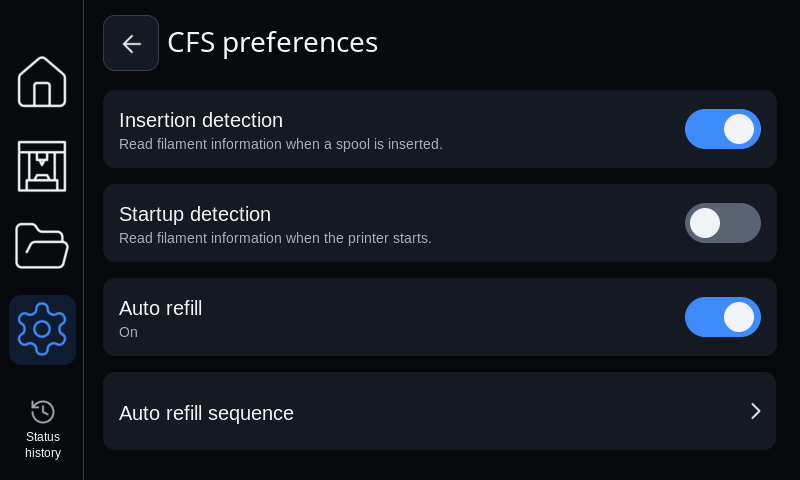 CFS preferences
Insertion detection
Read filament information when a spool is inserted.
Startup detection
Read filament information when the printer starts.
Auto refill
On
Auto refill sequence
Status
history